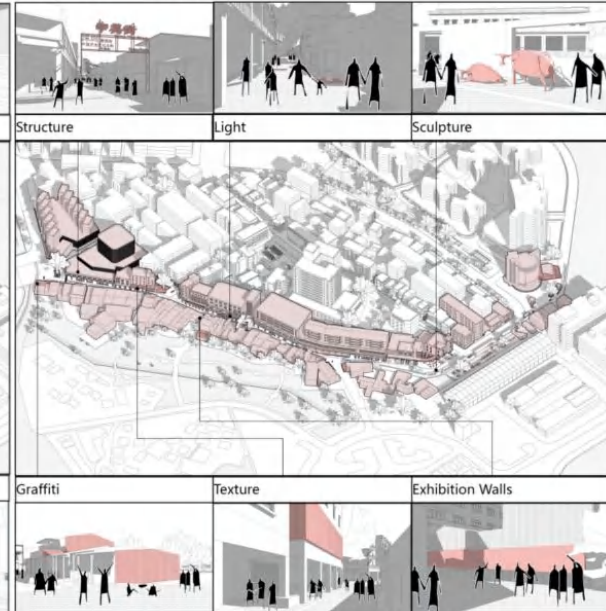 Structure
Light
Sculpture
Graffiti
Texture
Exhibition Walls